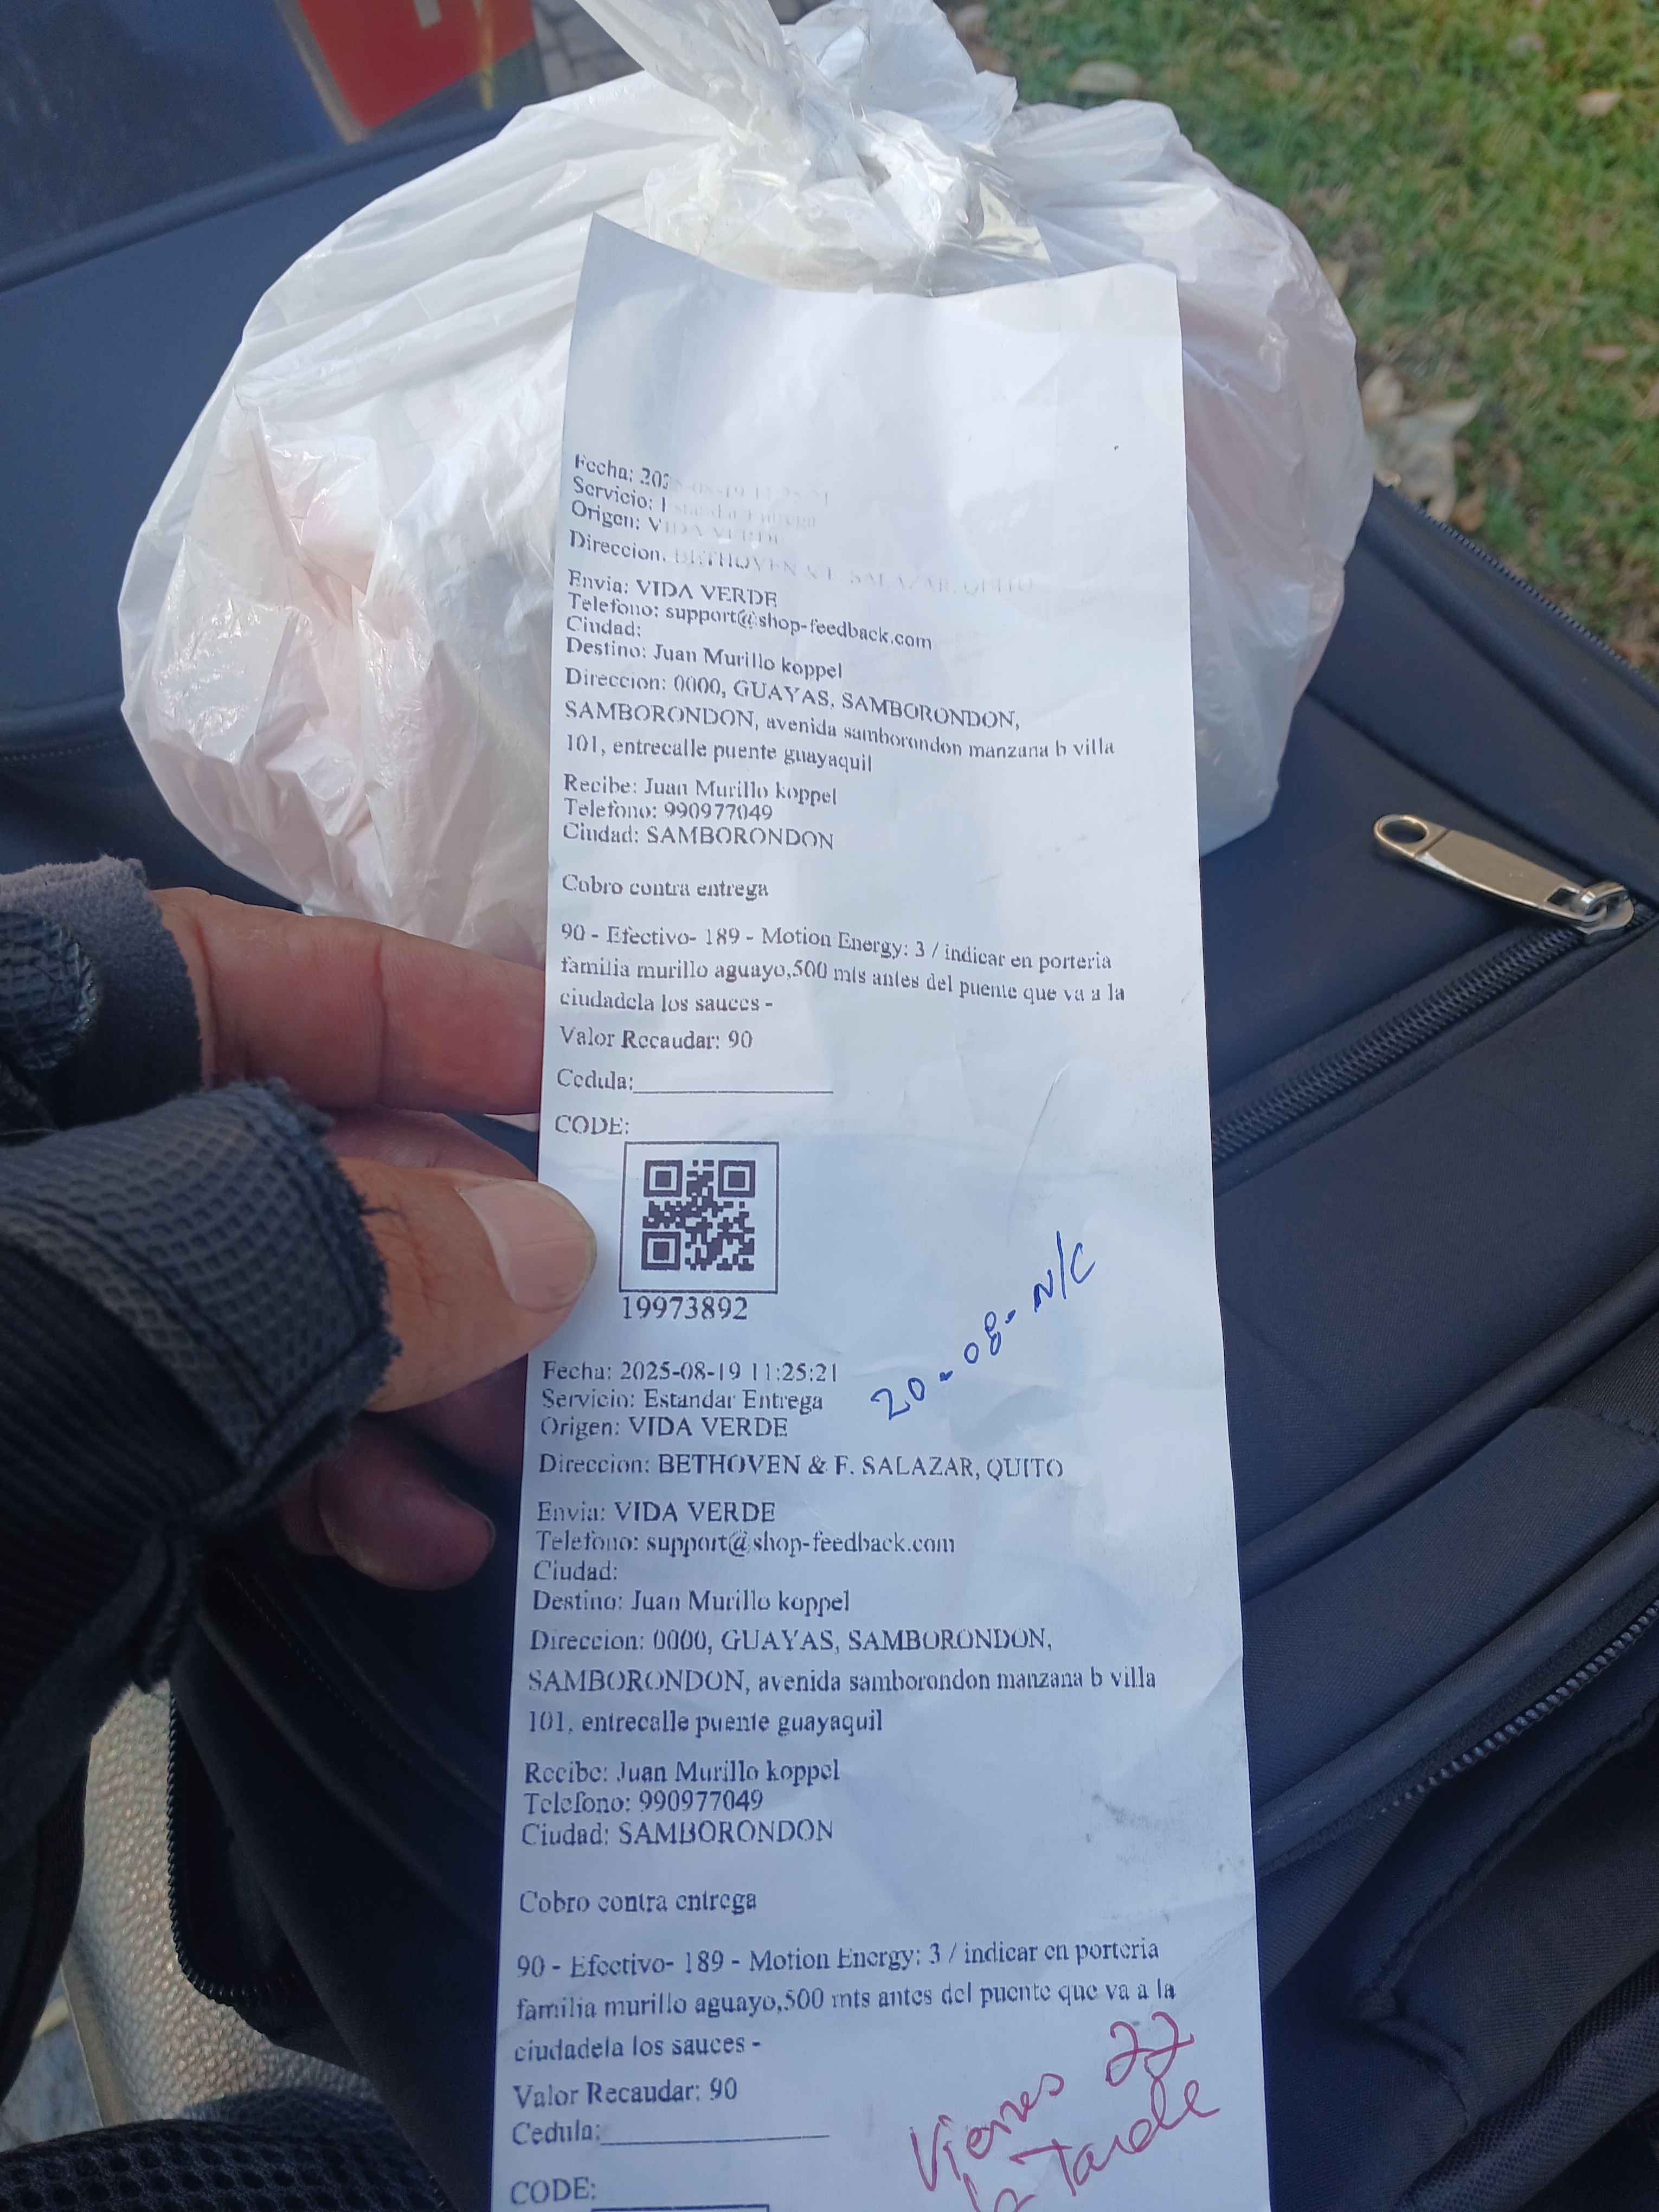 Fecha: 202
Servicio: Estandar Entrega
Origen: VIDA VERDE
Direccion: BETHOVEN & F. SALAZAR, QUITO
Envia: VIDA VERDE
Telefono: support@shop-feedback.com
Ciudad:
Destino: Juan Murillo koppel
Direccion: 0000, GUAYAS, SAMBORONDON,
SAMBORONDON, avenida samborondon manzana b villa
101, entrecalle puente guayaquil
Recibe: Juan Murillo koppel
Telefono: 990977049
Ciudad: SAMBORONDON
Cobro contra entrega
90 - Efectivo- 189 - Motion Energy: 3 / indicar en porteria
familia murillo aguayo,500 mts antes del puente que va a la
ciudadela los sauces -
Valor Recaudar: 90
Cedula:
CODE:
19973892
20-08- N/C
Fecha: 2025-08-19 11:25:21
Servicio: Estandar Entrega
Origen: VIDA VERDE
Direccion: BETHOVEN & F. SALAZAR, QUITO
Envia: VIDA VERDE
Telefono: support@shop-feedback.com
Ciudad:
Destino: Juan Murillo koppel
Direccion: 0000, GUAYAS, SAMBORONDON,
SAMBORONDON, avenida samborondon manzana b villa
101, entrecalle puente guayaquil
Recibe: Juan Murillo koppel
Telefono: 990977049
Ciudad: SAMBORONDON
Cobro contra entrega
90 - Efectivo- 189 - Motion Energy: 3 / indicar en porteria
familia murillo aguayo,500 mts antes del puente que va a la
ciudadela los sauces -
Valor Recaudar: 90
Cedula:
CODE:
Viernes 22
la Tarde